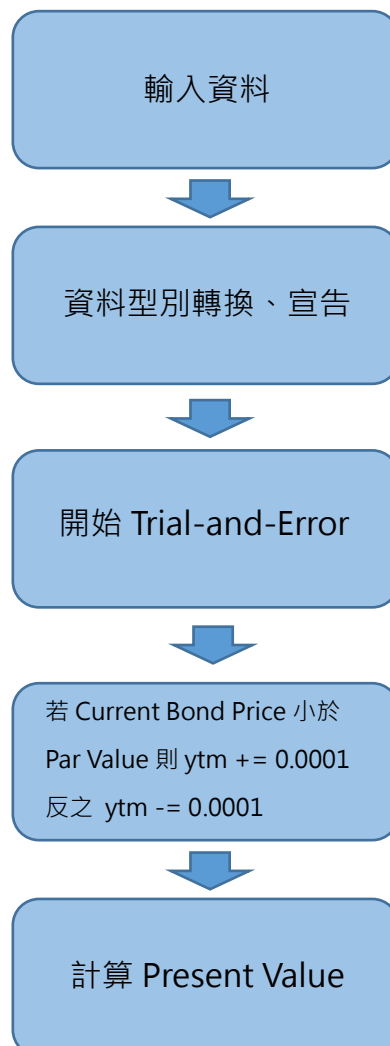 輸入資料
資料型別轉換、宣告
開始 Trial-and-Error
若 Current Bond Price 小於
Par Value 則 ytm += 0.0001
反之 ytm -= 0.0001
計算 Present Value